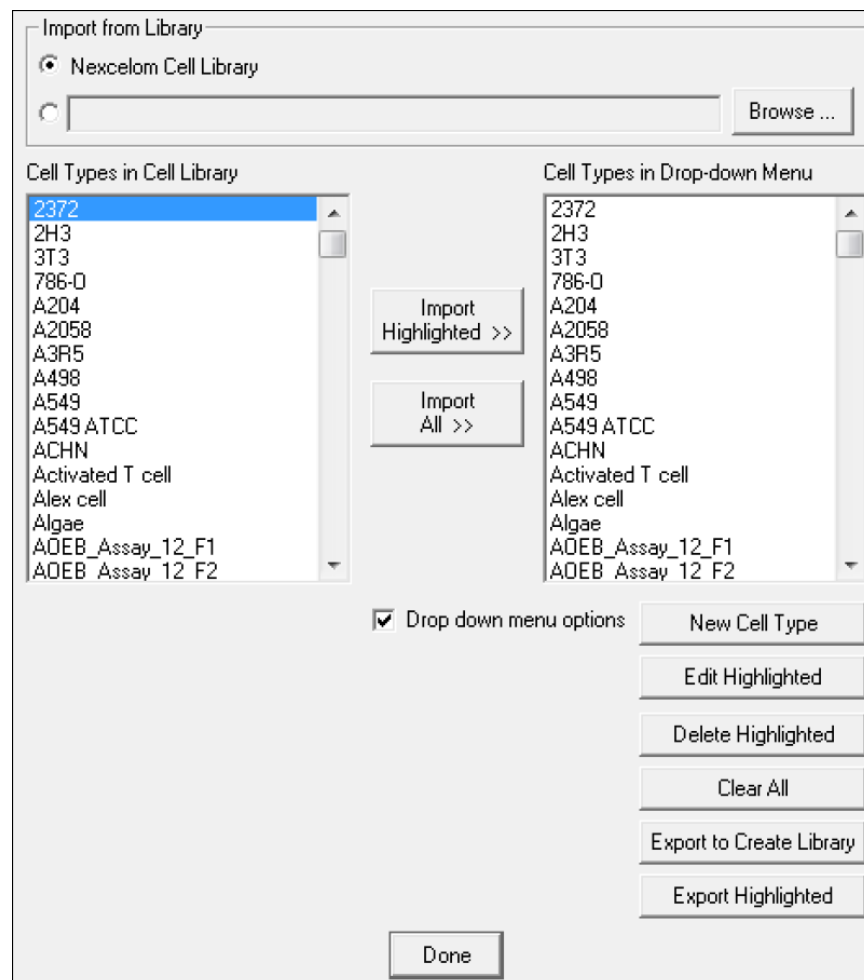 Import from Library
Nexcelom Cell Library
Browse ...
Cell Types in Cell Library
2372
2H3
3T3
786-O
A204
A2058
A3R5
A498
A549
A549 ATCC
ACHN
Activated T cell
Alex cell
Algae
AOEB_Assay_12_F1
AOEB_Assay_12_F2
Import
Highlighted >>
Import
All >>
Cell Types in Drop-down Menu
2372
2H3
3T3
786-O
A204
A2058
A3R5
A498
A549
A549 ATCC
ACHN
Activated T cell
Alex cell
Algae
AOEB_Assay_12_F1
AOEB_Assay_12_F2
Drop down menu options
New Cell Type
Edit Highlighted
Delete Highlighted
Clear All
Export to Create Library
Export Highlighted
Done